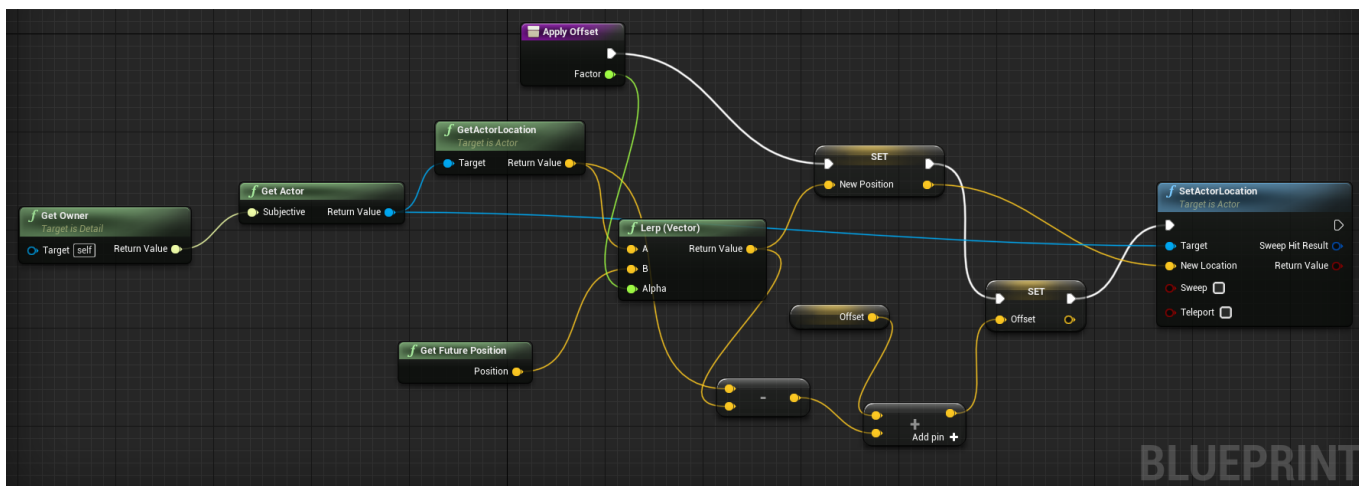 Apply Offset
Factor
f GetActorLocation
Target is Actor
Target Return Value
f Get Actor
Subjective Return Value
f Get Owner
Target is Detail
Target self Return Value
SET
New Position
f SetActorLocation
Target is Actor
Target Sweep Hit Result
New Location Return Value
Sweep
Teleport
f Lerp (Vector)
A Return Value
B
Alpha
SET
Offset
Offset
f Get Future Position
Position
-
+
Add pin +
BLUEPRINT